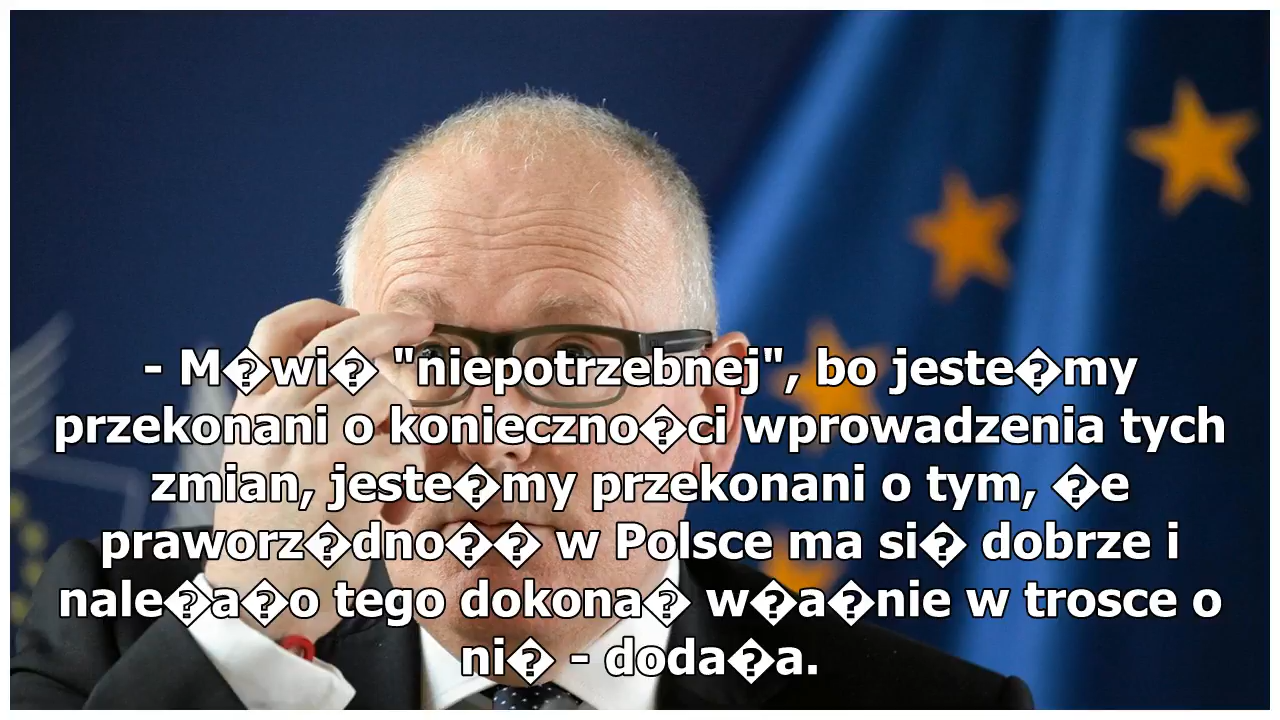 - M�wi� "niepotrzebnej", bo jeste�my
przekonani o konieczno�ci wprowadzenia tych
zmian, jeste�my przekonani o tym, �e
praworz�dno�� w Polsce ma si� dobrze i
nale�a�o tego dokona� w�a�nie w trosce o
ni� - doda�a.